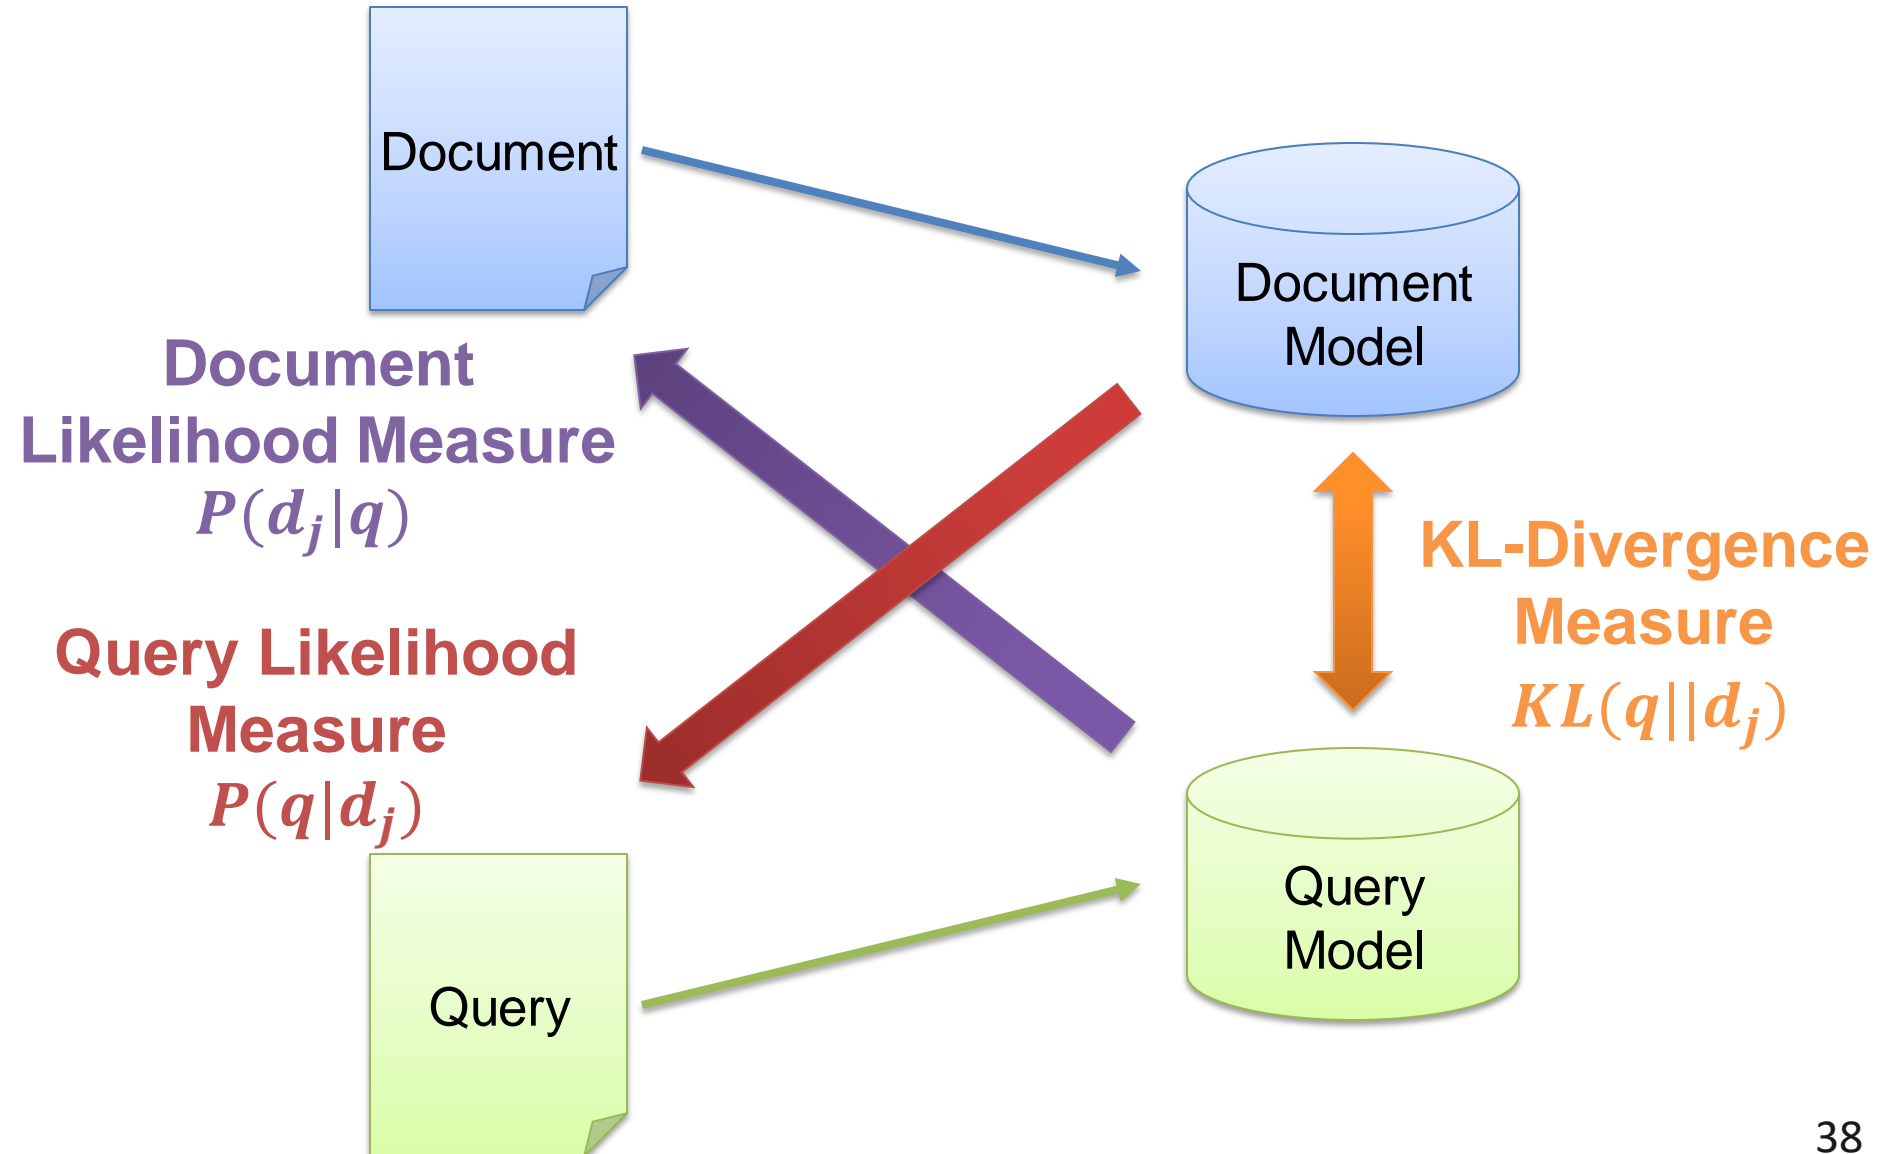 Document
Document
Model
Document
Likelihood Measure
P(d_j|q)
KL-Divergence
Measure
KL(q||d_j)
Query Likelihood
Measure
P(q|d_j)
Query
Model
Query
38